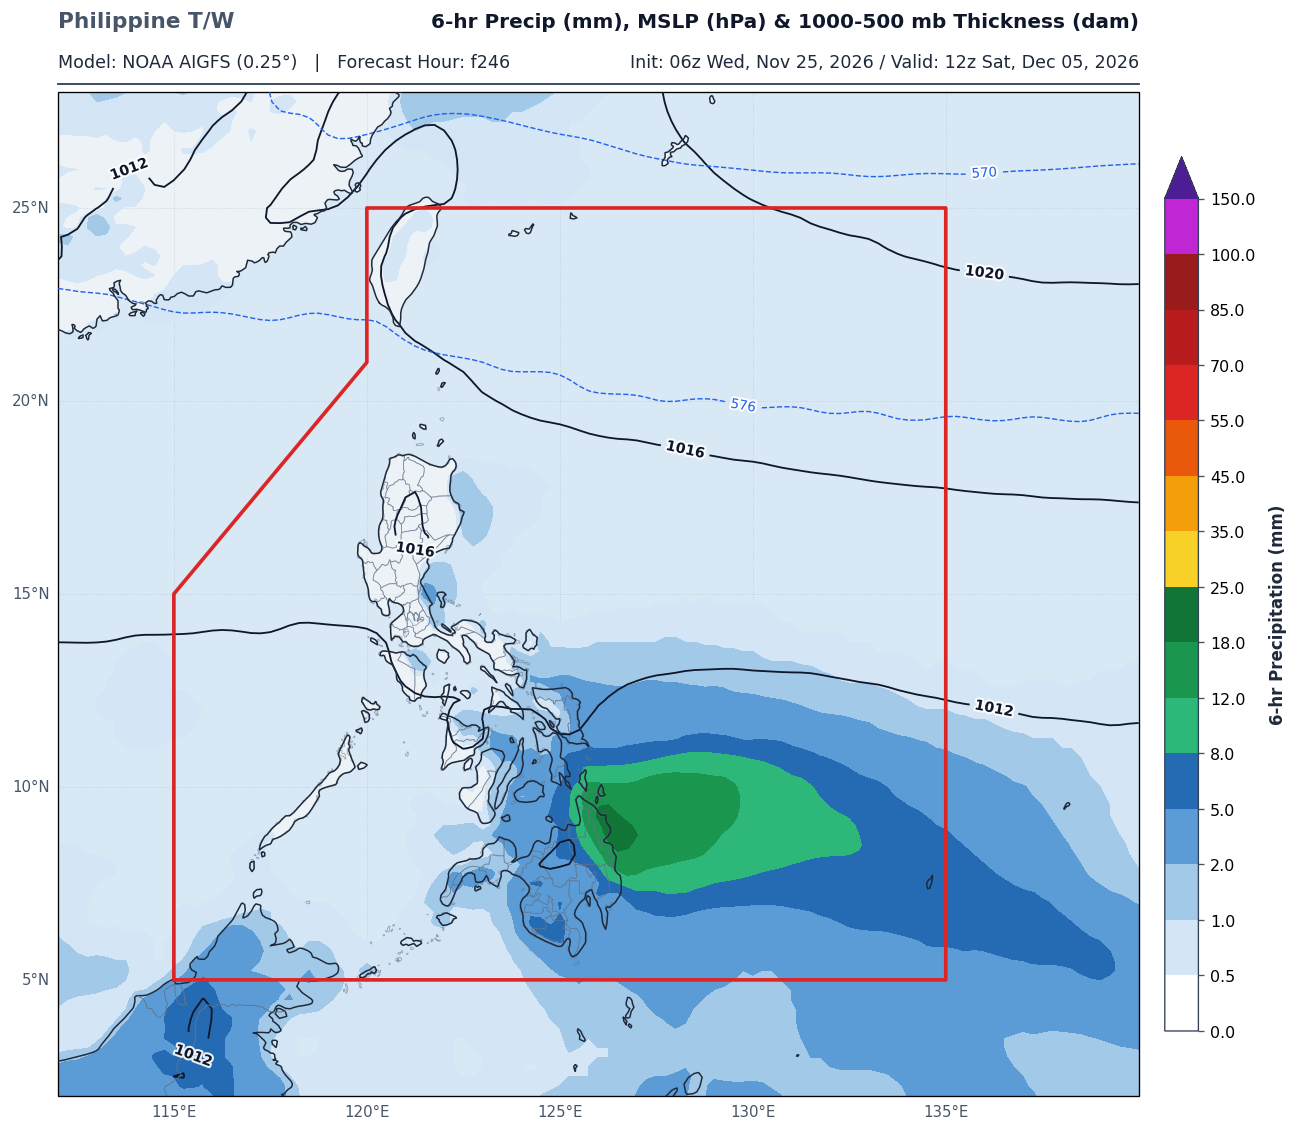 Philippine T/W
6-hr Precip (mm), MSLP (hPa) & 1000-500 mb Thickness (dam)
Model: NOAA AIGFS (0.25°) | Forecast Hour: f246
Init: 06z Wed, Nov 25, 2026 / Valid: 12z Sat, Dec 05, 2026
1012
570
1020
576
1016
1016
1012
1012
25°N
20°N
15°N
10°N
5°N
115°E
120°E
125°E
130°E
135°E
150.0
100.0
85.0
70.0
55.0
45.0
35.0
25.0
18.0
12.0
8.0
5.0
2.0
1.0
0.5
0.0
6-hr Precipitation (mm)